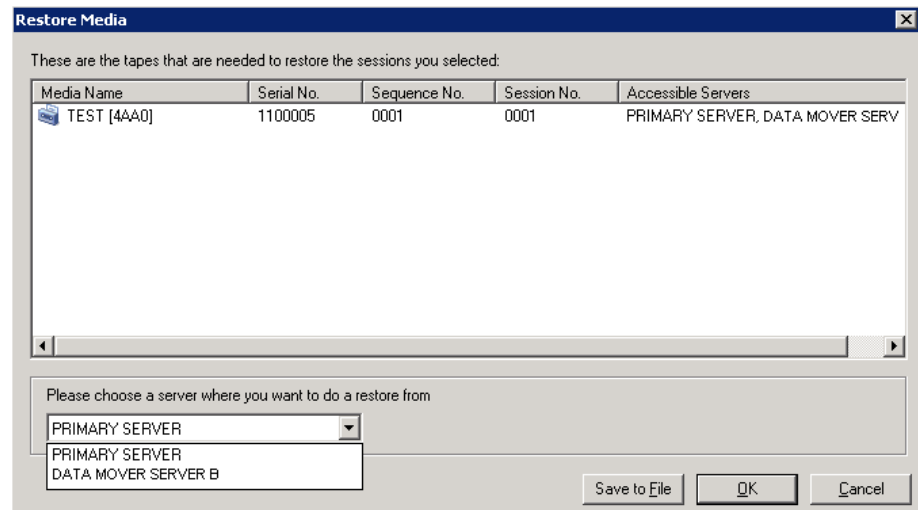 Restore Media
These are the tapes that are needed to restore the sessions you selected:
Media Name Serial No. Sequence No. Session No. Accessible Servers
TEST [4AA0] 1100005 0001 0001 PRIMARY SERVER, DATA MOVER SERV
Please choose a server where you want to do a restore from
PRIMARY SERVER
PRIMARY SERVER
DATA MOVER SERVER B
Save to File OK Cancel